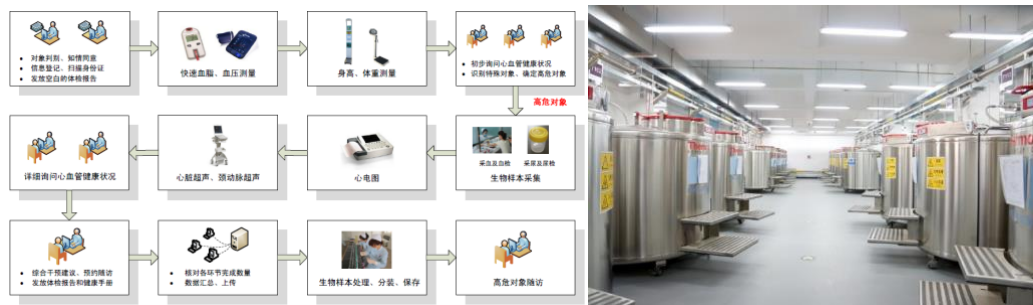 • 对象判别、知情同意
• 信息登记、扫描身份证
• 发放空白的体检报告
快速血脂、血压测量
身高、体重测量
• 初步询问心血管健康状况
• 识别特殊对象、确定高危对象
高危对象
采血及血检
采尿及尿检
生物样本采集
心电图
心脏超声、颈动脉超声
详细询问心血管健康状况
• 综合干预建议、预约随访
• 发放体检报告和健康手册
• 核对各环节完成数量
• 数据汇总、上传
生物样本处理、分装、保存
高危对象随访